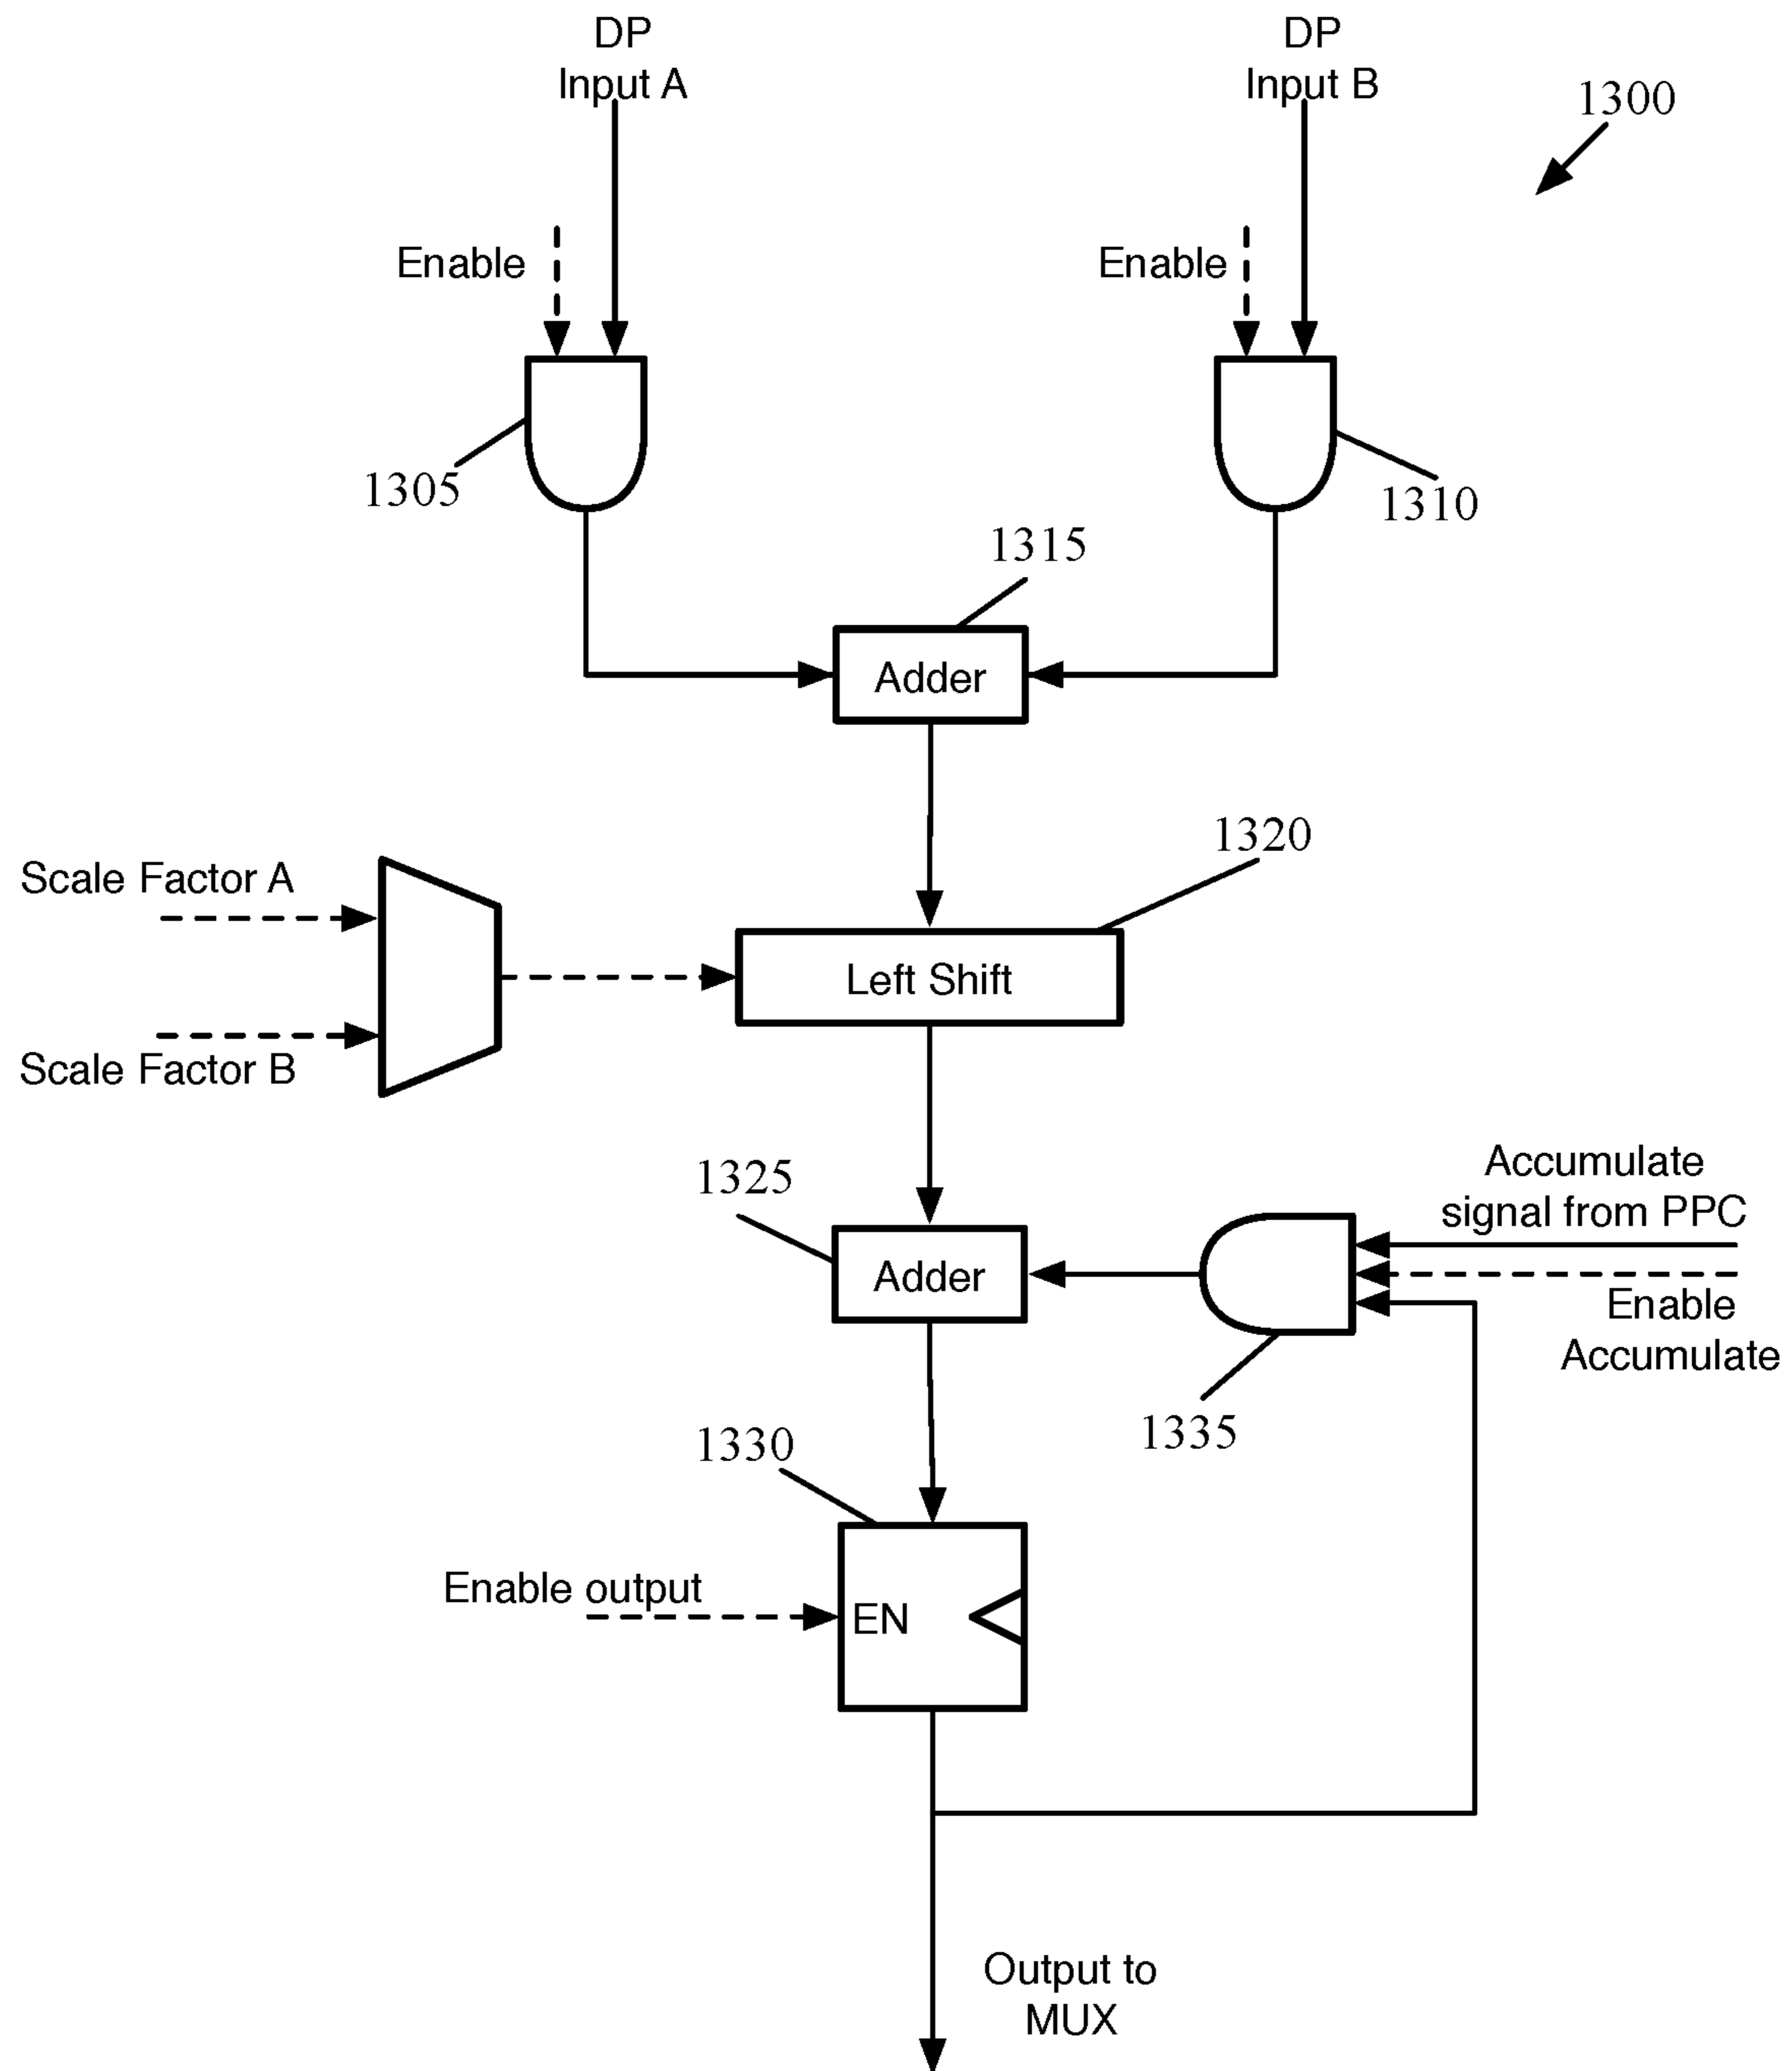 DP
Input A
DP
Input B
1300
Enable
Enable
1305
1310
1315
Adder
1320
Scale Factor A
Left Shift
Scale Factor B
Accumulate
signal from PPC
1325
Adder
Enable
Accumulate
1335
1330
Enable output
EN
Output to
MUX